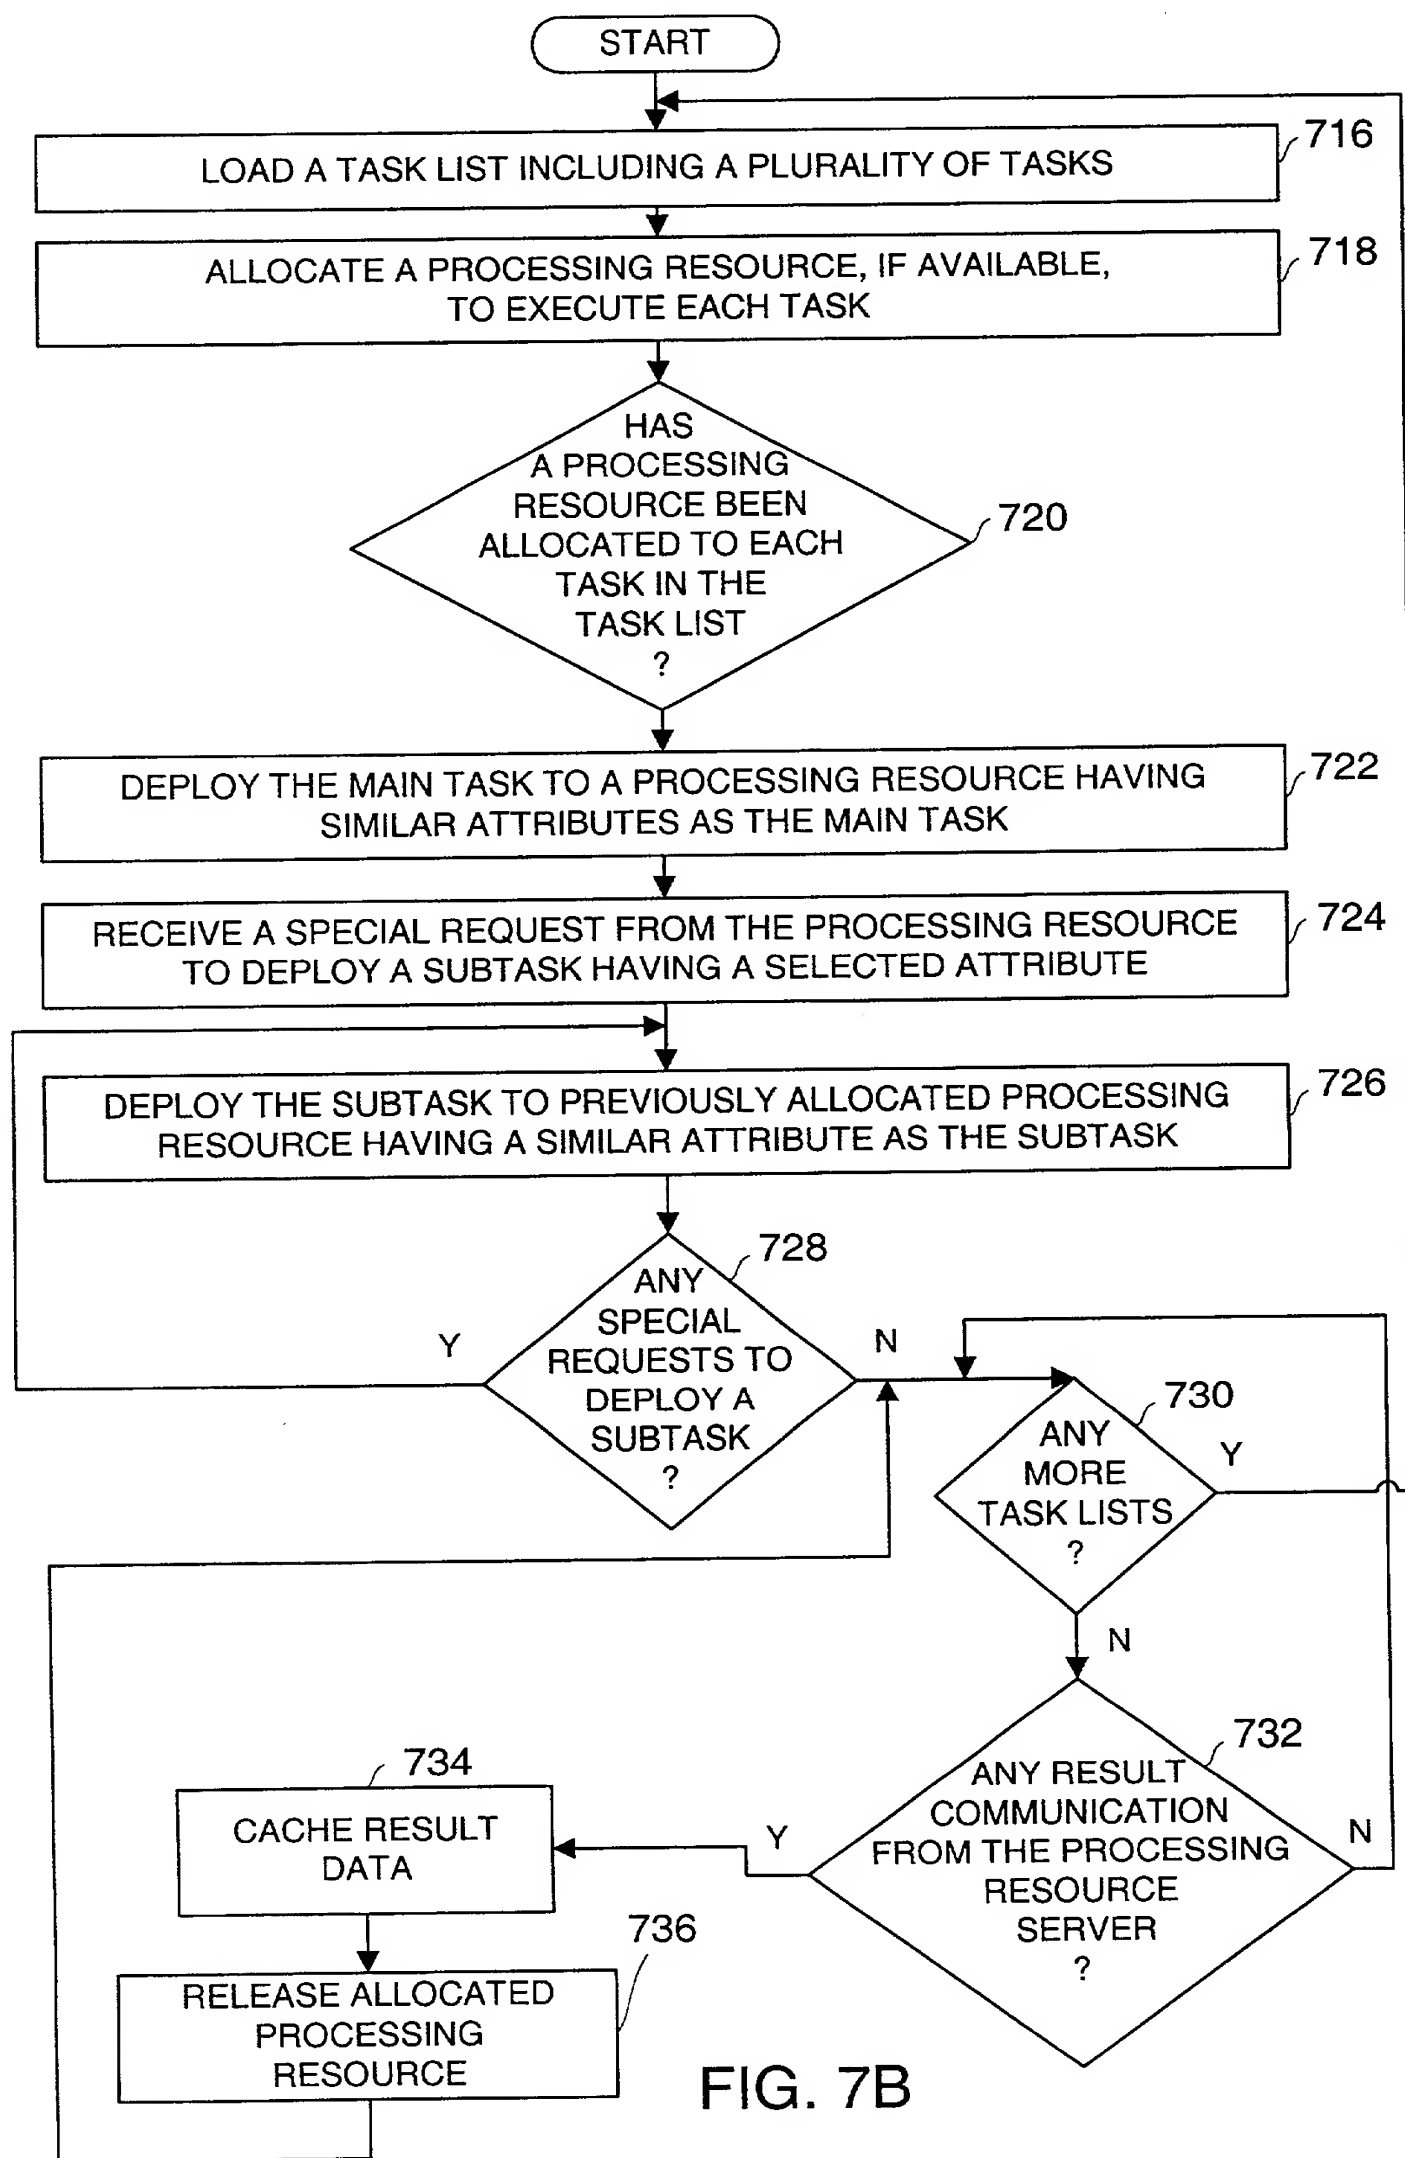 START
716
LOAD A TASK LIST INCLUDING A PLURALITY OF TASKS
718
ALLOCATE A PROCESSING RESOURCE, IF AVAILABLE,
TO EXECUTE EACH TASK
HAS
A PROCESSING
RESOURCE BEEN
ALLOCATED TO EACH
TASK IN THE
TASK LIST
?
720
722
DEPLOY THE MAIN TASK TO A PROCESSING RESOURCE HAVING
SIMILAR ATTRIBUTES AS THE MAIN TASK
724
RECEIVE A SPECIAL REQUEST FROM THE PROCESSING RESOURCE
TO DEPLOY A SUBTASK HAVING A SELECTED ATTRIBUTE
726
DEPLOY THE SUBTASK TO PREVIOUSLY ALLOCATED PROCESSING
RESOURCE HAVING A SIMILAR ATTRIBUTE AS THE SUBTASK
728
ANY
SPECIAL
REQUESTS TO
DEPLOY A
SUBTASK
?
Y
N
730
ANY
MORE
TASK LISTS
?
Y
N
732
ANY RESULT
COMMUNICATION
FROM THE PROCESSING
RESOURCE
SERVER
?
Y
N
734
CACHE RESULT
DATA
736
RELEASE ALLOCATED
PROCESSING
RESOURCE
FIG. 7B